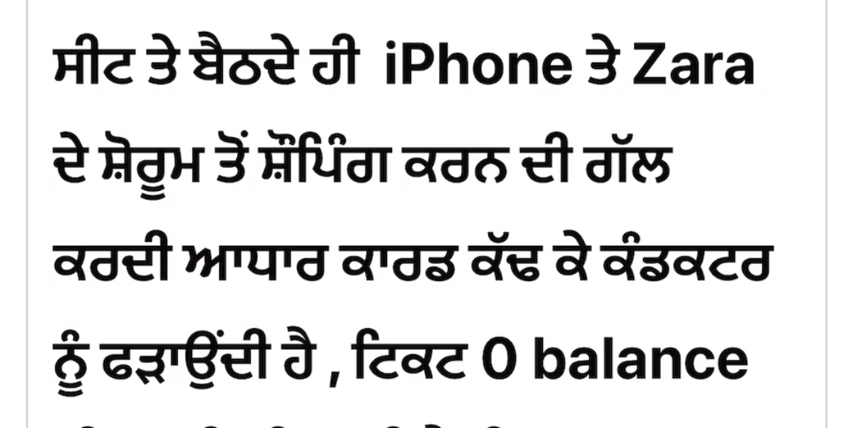 ਸੀਟ ਤੇ ਬੈਠਦੇ ਹੀ iPhone ਤੇ Zara
ਦੇ ਸ਼ੋਰੂਮ ਤੋਂ ਸ਼ੌਪਿੰਗ ਕਰਨ ਦੀ ਗੱਲ
ਕਰਦੀ ਆਧਾਰ ਕਾਰਡ ਕੱਢ ਕੇ ਕੰਡਕਟਰ
ਨੂੰ ਫੜਾਉਂਦੀ ਹੈ , ਟਿਕਟ 0 balance